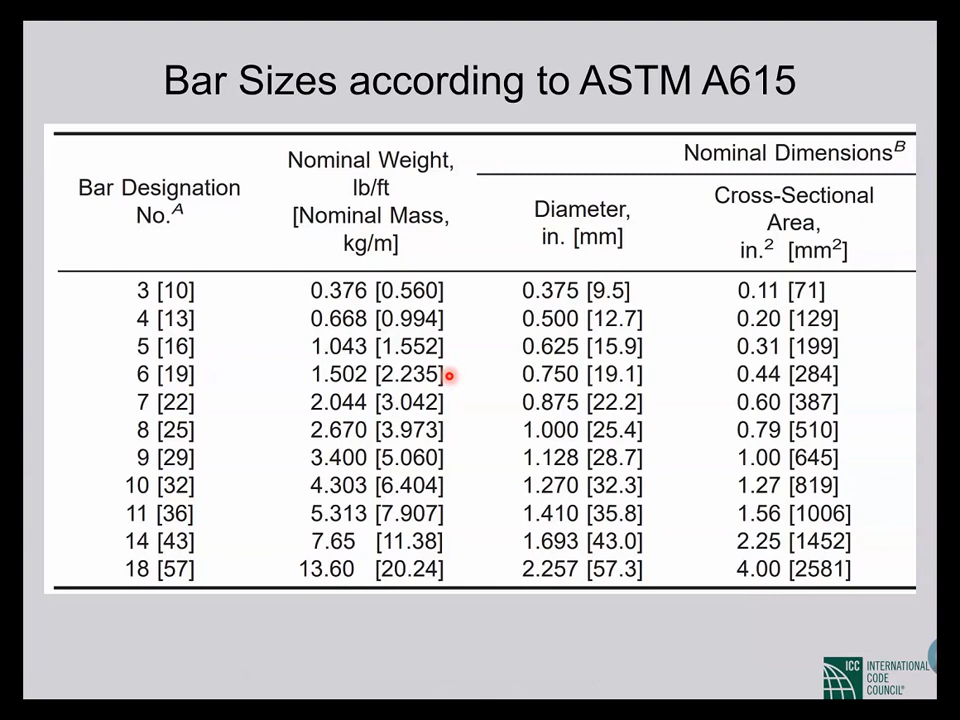 Bar Sizes according to ASTM A615
Bar Designation No.A
Nominal Weight, lb/ft [Nominal Mass, kg/m]
Nominal DimensionsB
Diameter, in. [mm]
Cross-Sectional Area, in.2 [mm2]
3 [10] 0.376 [0.560] 0.375 [9.5] 0.11 [71]
4 [13] 0.668 [0.994] 0.500 [12.7] 0.20 [129]
5 [16] 1.043 [1.552] 0.625 [15.9] 0.31 [199]
6 [19] 1.502 [2.235] 0.750 [19.1] 0.44 [284]
7 [22] 2.044 [3.042] 0.875 [22.2] 0.60 [387]
8 [25] 2.670 [3.973] 1.000 [25.4] 0.79 [510]
9 [29] 3.400 [5.060] 1.128 [28.7] 1.00 [645]
10 [32] 4.303 [6.404] 1.270 [32.3] 1.27 [819]
11 [36] 5.313 [7.907] 1.410 [35.8] 1.56 [1006]
14 [43] 7.65 [11.38] 1.693 [43.0] 2.25 [1452]
18 [57] 13.60 [20.24] 2.257 [57.3] 4.00 [2581]
ICC
INTERNATIONAL
CODE
COUNCIL®